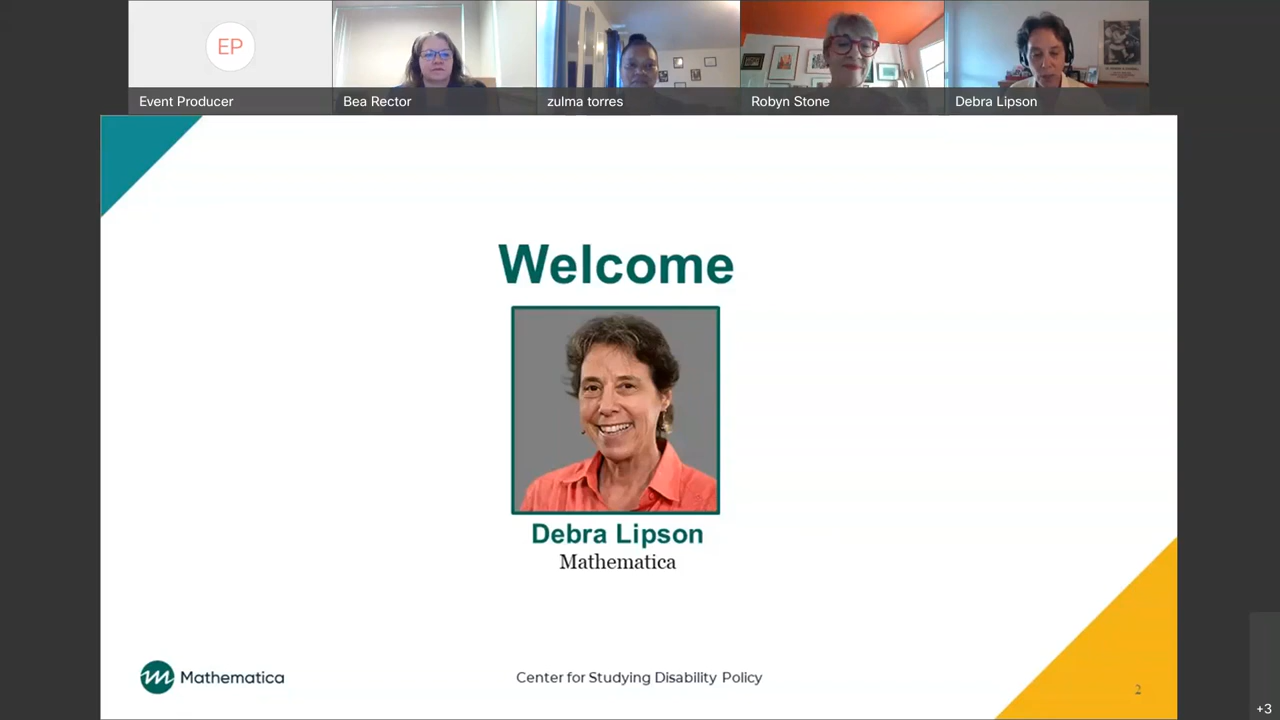 EP
Event Producer
Bea Rector
zulma torres
Robyn Stone
Debra Lipson
Welcome
Debra Lipson
Mathematica
Mathematica
Center for Studying Disability Policy
2
+3